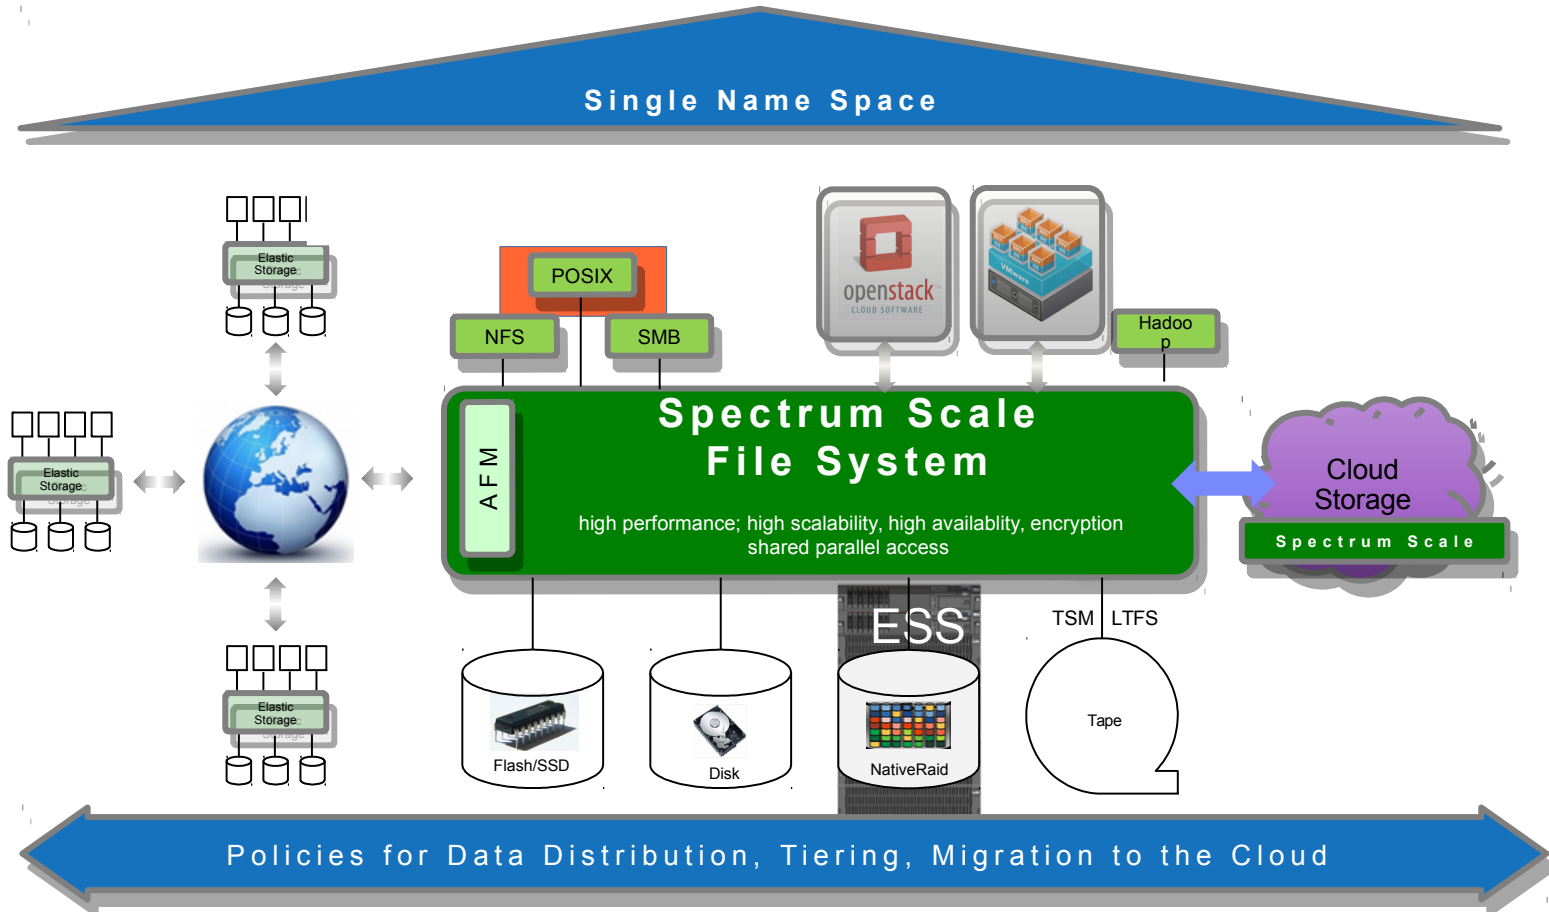 Single Name Space
Elastic
Storage
POSIX
NFS
SMB
openstack
CLOUD SOFTWARE
VMware
Hadoo
p
Elastic
Storage
AFM
Spectrum Scale
File System
high performance; high scalability, high availablity, encryption
shared parallel access
Cloud
Storage
Spectrum Scale
Elastic
Storage
ESS
TSM
LTFS
Flash/SSD
Disk
NativeRaid
Tape
Policies for Data Distribution, Tiering, Migration to the Cloud